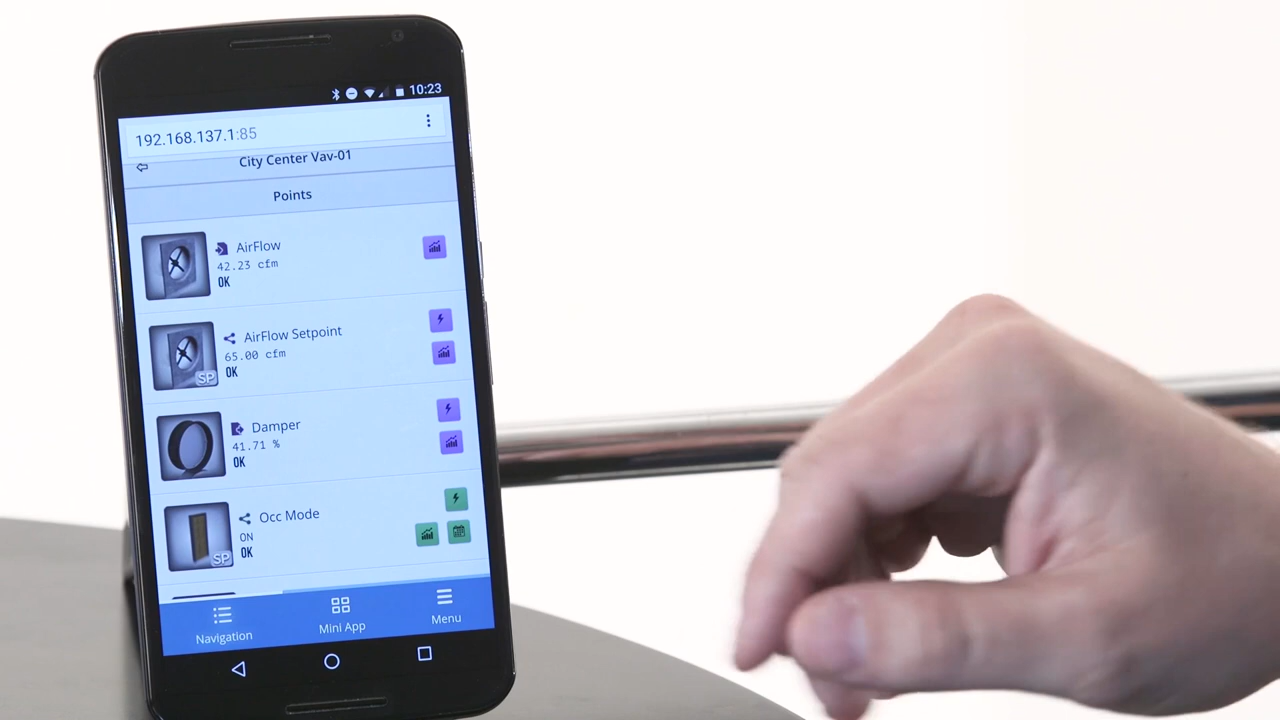 10:23
192.168.137.1:85
City Center Vav-01
Points
AirFlow
42.23 cfm
OK
AirFlow Setpoint
65.00 cfm
OK
SP
Damper
41.71 %
OK
Occ Mode
ON
OK
SP
Navigation
Mini App
Menu